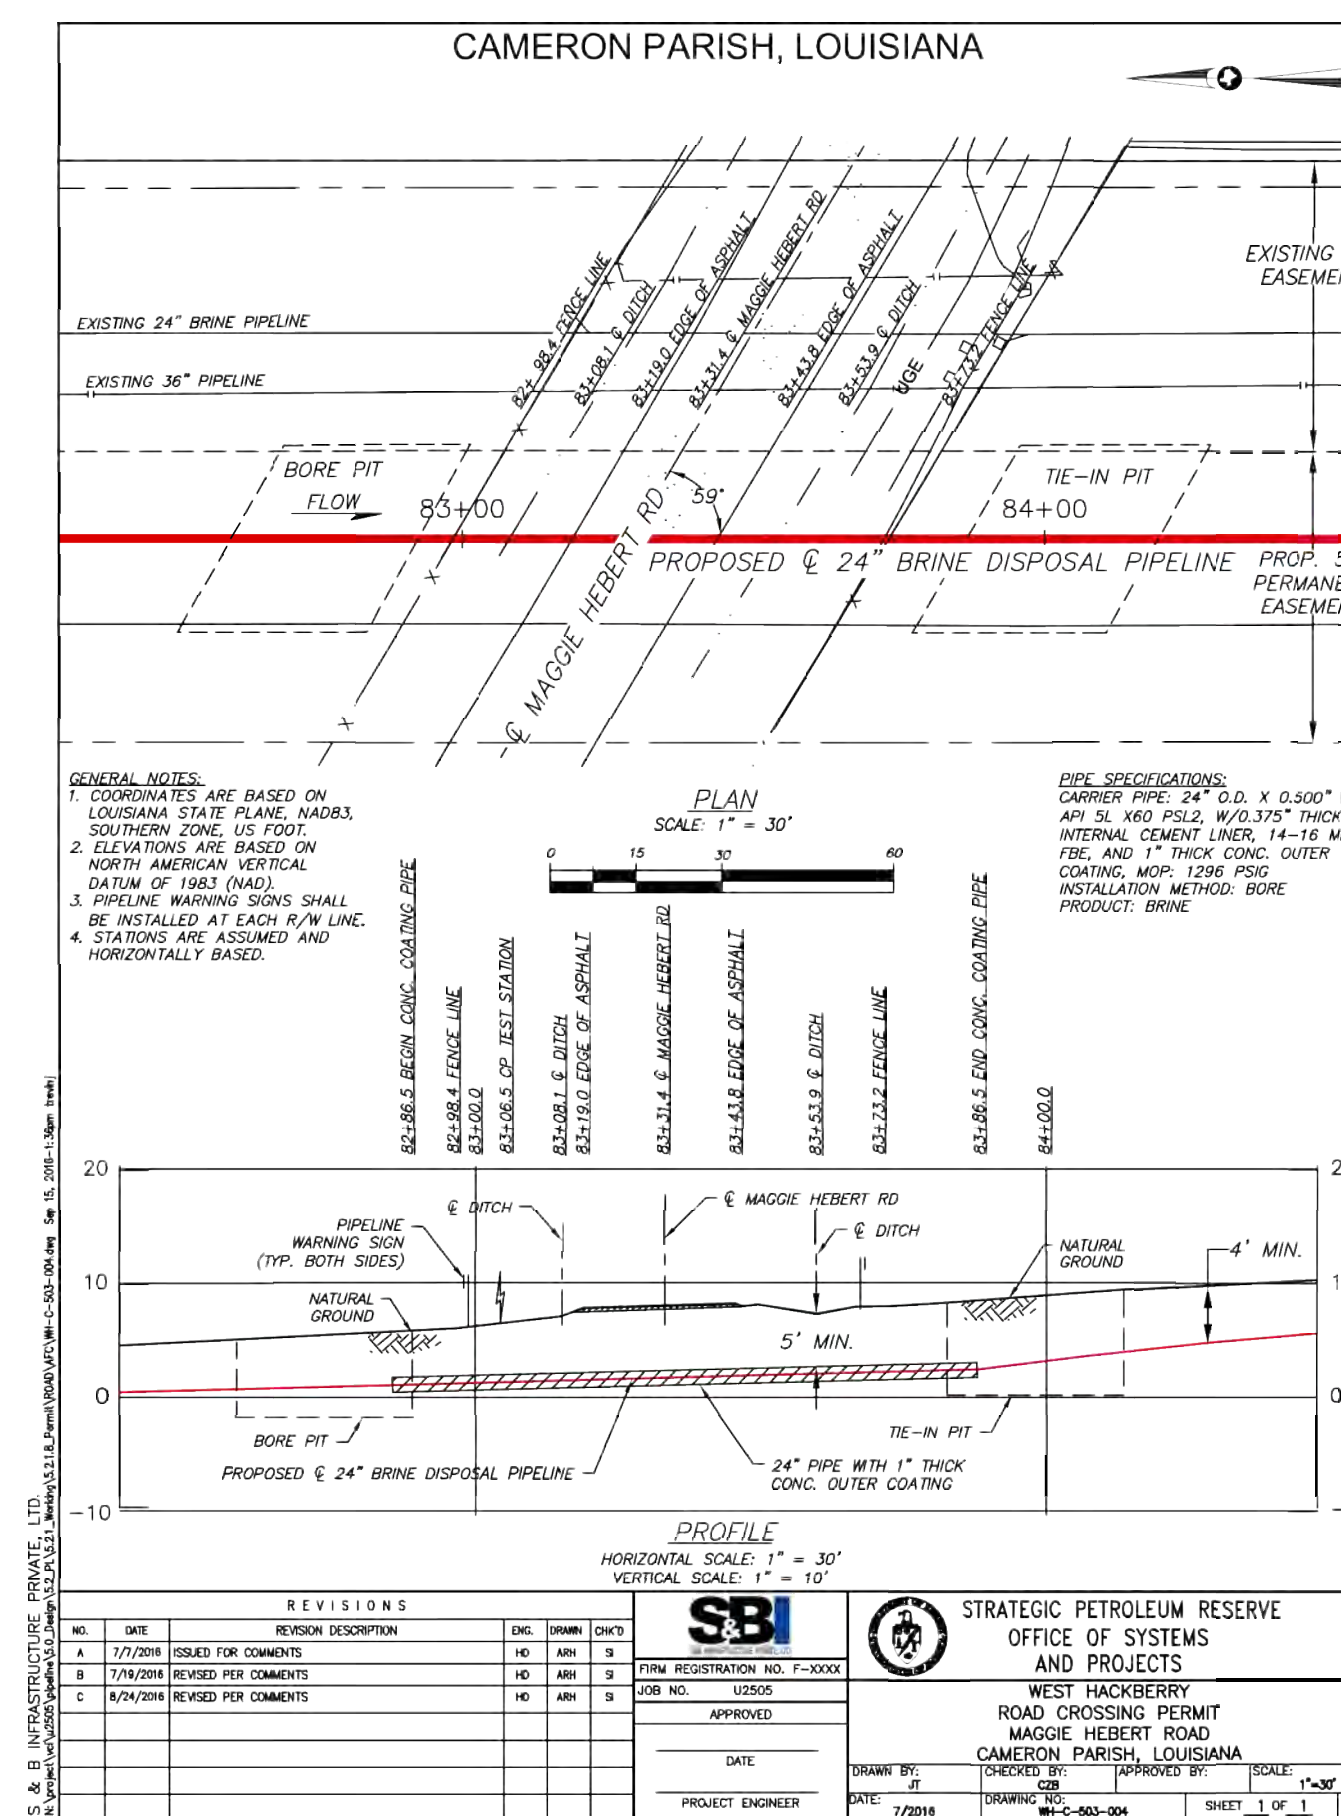 CAMERON PARISH, LOUISIANA
EXISTING
EASEME
82+ 98.4 FENCE LINE
83+08.1 ℄ DITCH
83+19.0 EDGE OF ASPHALT
83+31.4 ℄ MAGGIE HEBERT RD
83+43.8 EDGE OF ASPHALT
83+53.9 ℄ DITCH
UGE
83+73.2 FENCE LINE
EXISTING 24" BRINE PIPELINE
EXISTING 36" PIPELINE
BORE PIT
FLOW
83+00
59°
TIE-IN PIT
84+00
℄ MAGGIE HEBERT RD
PROPOSED ℄ 24" BRINE DISPOSAL PIPELINE
PROP. 5
PERMANE
EASEME
GENERAL NOTES:
1. COORDINATES ARE BASED ON
LOUISIANA STATE PLANE, NAD83,
SOUTHERN ZONE, US FOOT.
2. ELEVATIONS ARE BASED ON
NORTH AMERICAN VERTICAL
DATUM OF 1983 (NAD).
3. PIPELINE WARNING SIGNS SHALL
BE INSTALLED AT EACH R/W LINE.
4. STATIONS ARE ASSUMED AND
HORIZONTALLY BASED.
PLAN
SCALE: 1" = 30'
0 15 30 60
PIPE SPECIFICATIONS:
CARRIER PIPE: 24" O.D. X 0.500"
API 5L X60 PSL2, W/0.375" THICK
INTERNAL CEMENT LINER, 14-16 M
FBE, AND 1" THICK CONC. OUTER
COATING, MOP: 1296 PSIG
INSTALLATION METHOD: BORE
PRODUCT: BRINE
82+86.5 BEGIN CONC. COATING PIPE
82+98.4 FENCE LINE
83+00.0
83+06.5 CP TEST STATION
83+08.1 ℄ DITCH
83+19.0 EDGE OF ASPHALT
83+31.4 ℄ MAGGIE HEBERT RD
83+43.8 EDGE OF ASPHALT
83+53.9 ℄ DITCH
83+73.2 FENCE LINE
83+86.5 END CONC. COATING PIPE
84+00.0
20
2
℄ DITCH
℄ MAGGIE HEBERT RD
℄ DITCH
PIPELINE
WARNING SIGN
(TYP. BOTH SIDES)
NATURAL
GROUND
4' MIN.
10
1
NATURAL
GROUND
5' MIN.
0
0
BORE PIT
TIE-IN PIT
PROPOSED ℄ 24" BRINE DISPOSAL PIPELINE
24" PIPE WITH 1" THICK
CONC. OUTER COATING
-10
PROFILE
HORIZONTAL SCALE: 1" = 30'
VERTICAL SCALE: 1" = 10'
S & B INFRASTRUCTURE PRIVATE, LTD.
REVISIONS
NO. DATE REVISION DESCRIPTION ENG. DRAWN CHK'D
A 7/7/2016 ISSUED FOR COMMENTS HD ARH SI
B 7/19/2016 REVISED PER COMMENTS HD ARH SI
C 8/24/2016 REVISED PER COMMENTS HD ARH SI
S&B
FIRM REGISTRATION NO. F-XXXX
JOB NO. U2505
APPROVED
DATE
PROJECT ENGINEER
STRATEGIC PETROLEUM RESERVE
OFFICE OF SYSTEMS
AND PROJECTS
WEST HACKBERRY
ROAD CROSSING PERMIT
MAGGIE HEBERT ROAD
CAMERON PARISH, LOUISIANA
DRAWN BY: JT
CHECKED BY: CZB
APPROVED BY:
SCALE: 1"=30'
DATE: 7/2016
DRAWING NO: WH-C-503-004
SHEET 1 OF 1